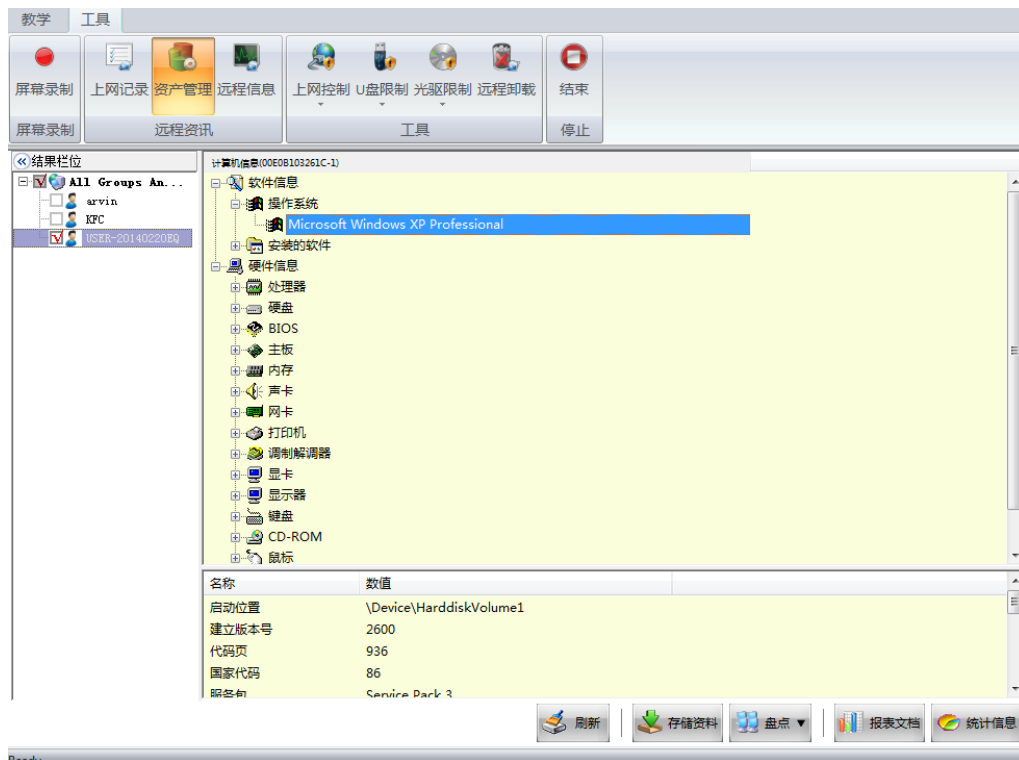 教学 工具
屏幕录制 上网记录 资产管理 远程信息 上网控制 U盘限制 光驱限制 远程卸载 结束
屏幕录制 远程资讯 工具 停止
结果栏位
All Groups An...
arvin
KFC
USER-20140220EQ
计算机信息(00E0B103261C-1)
软件信息
操作系统
Microsoft Windows XP Professional
安装的软件
硬件信息
处理器
硬盘
BIOS
主板
内存
声卡
网卡
打印机
调制解调器
显卡
显示器
键盘
CD-ROM
鼠标
名称 数值
启动位置 \Device\HarddiskVolume1
建立版本号 2600
代码页 936
国家代码 86
服务包 Service Pack 3
刷新 存储资料 盘点 报表文档 统计信息
Ready